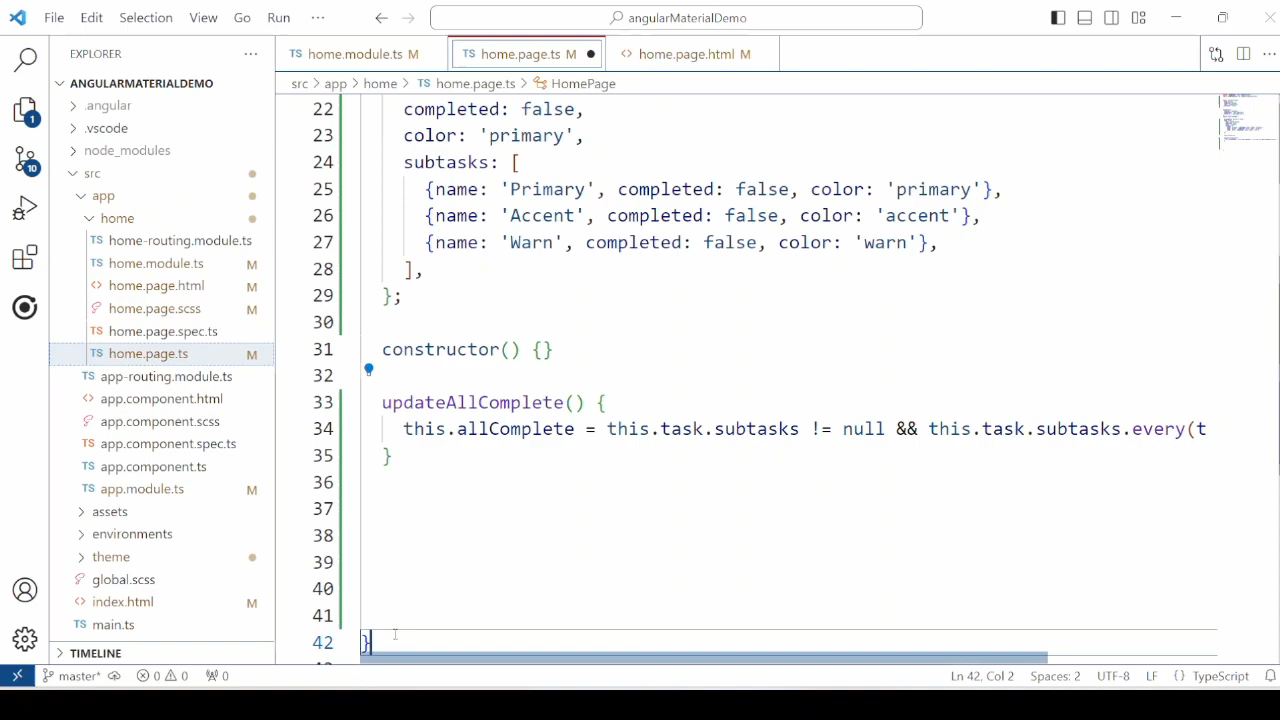 File Edit Selection View Go Run ··· angularMaterialDemo
EXPLORER ···
ANGULARMATERIALDEMO
.angular
.vscode
node_modules
src
app
home
TS home-routing.module.ts
TS home.module.ts M
<> home.page.html M
home.page.scss M
TS home.page.spec.ts
TS home.page.ts M
TS app-routing.module.ts
<> app.component.html
app.component.scss
TS app.component.spec.ts
TS app.component.ts
TS app.module.ts M
assets
environments
theme
global.scss
<> index.html M
TS main.ts
TIMELINE
1
10
TS home.module.ts M TS home.page.ts M ● <> home.page.html M
src > app > home > TS home.page.ts > HomePage
22 completed: false,
23 color: 'primary',
24 subtasks: [
25 {name: 'Primary', completed: false, color: 'primary'},
26 {name: 'Accent', completed: false, color: 'accent'},
27 {name: 'Warn', completed: false, color: 'warn'},
28 ],
29 };
30
31 constructor() {}
32
33 updateAllComplete() {
34 this.allComplete = this.task.subtasks != null && this.task.subtasks.every(t
35 }
36
37
38
39
40
41
42 }
master* 0 0 0 Ln 42, Col 2 Spaces: 2 UTF-8 LF {} TypeScript